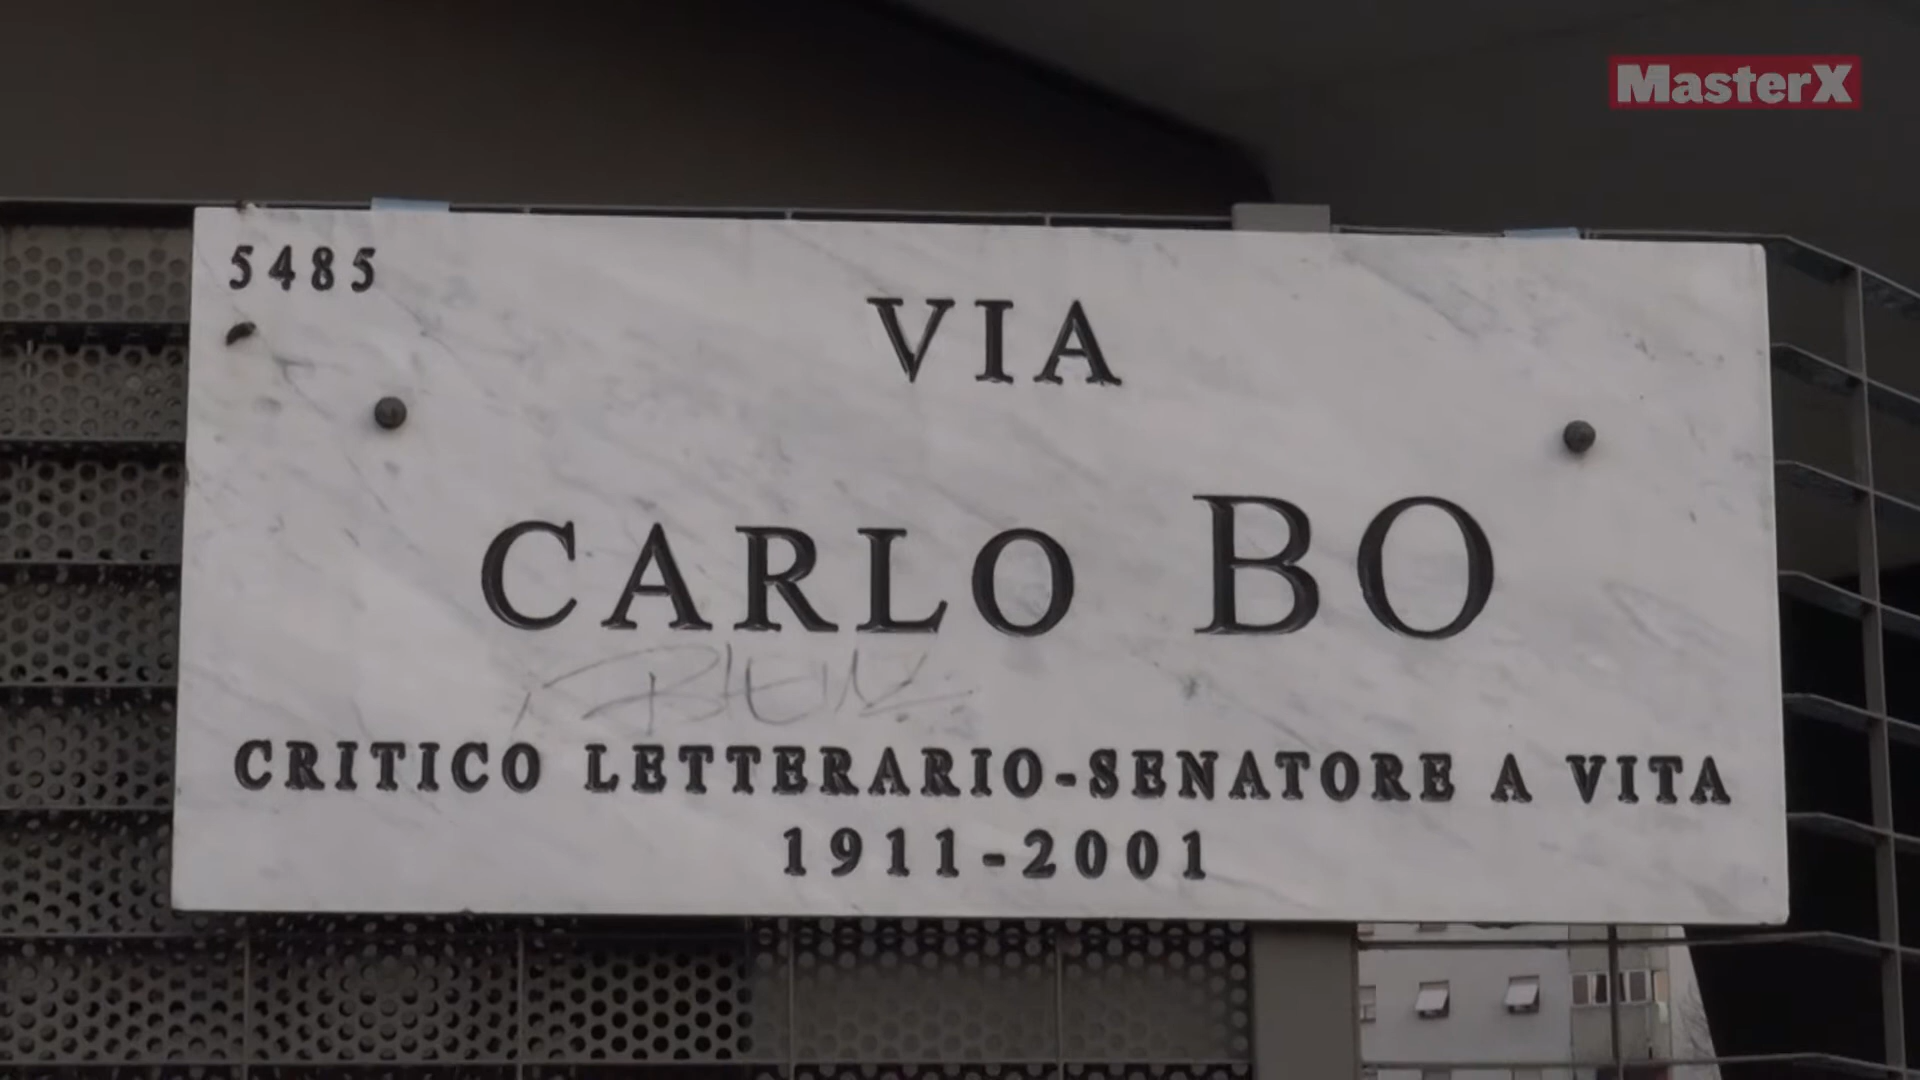 MasterX
5485
VIA
CARLO BO
CRITICO LETTERARIO-SENATORE A VITA
1911-2001